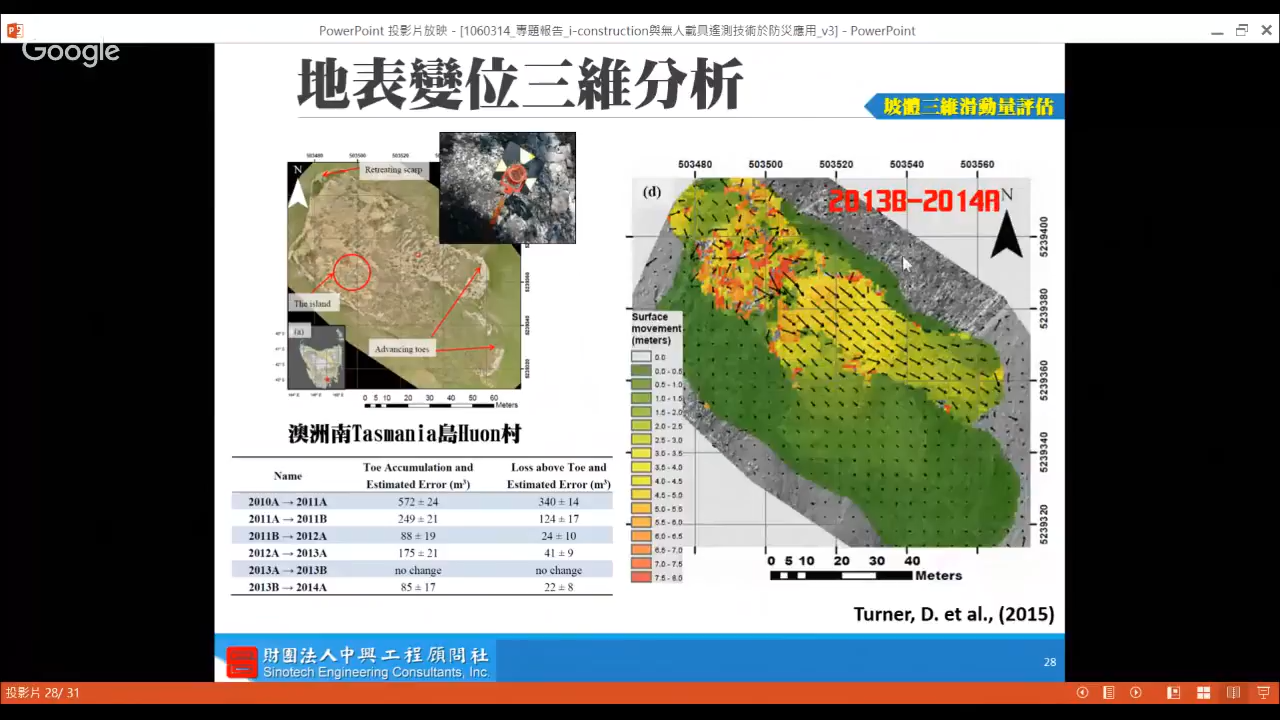 PowerPoint 投影片放映 - [1060314_專題報告_i-construction與無人載具遙測技術於防災應用_v3] - PowerPoint
Google
地表變位三維分析
坡體三維滑動量評估
503480 503500 503520
N
Retreating scarp
The island
(a)
Advancing toes
0 5 10 20 30 40 50 60
Meters
澳洲南Tasmania島Huon村
Name Toe Accumulation and Estimated Error (m³) Loss above Toe and Estimated Error (m³)
2010A → 2011A 572 ± 24 340 ± 14
2011A → 2011B 249 ± 21 124 ± 17
2011B → 2012A 88 ± 19 24 ± 10
2012A → 2013A 175 ± 21 41 ± 9
2013A → 2013B no change no change
2013B → 2014A 85 ± 17 22 ± 8
503480 503500 503520 503540 503560
(d)
2013B-2014A
N
5239400
5239380
5239360
5239340
5239320
Surface
movement
(meters)
0.0
0.0 - 0.5
0.5 - 1.0
1.0 - 1.5
1.5 - 2.0
2.0 - 2.5
2.5 - 3.0
3.0 - 3.5
3.5 - 4.0
4.0 - 4.5
4.5 - 5.0
5.0 - 5.5
5.5 - 6.0
6.0 - 6.5
6.5 - 7.0
7.0 - 7.5
7.5 - 8.0
0 5 10 20 30 40
Meters
Turner, D. et al., (2015)
財團法人中興工程顧問社
Sinotech Engineering Consultants, Inc.
28
投影片 28/ 31